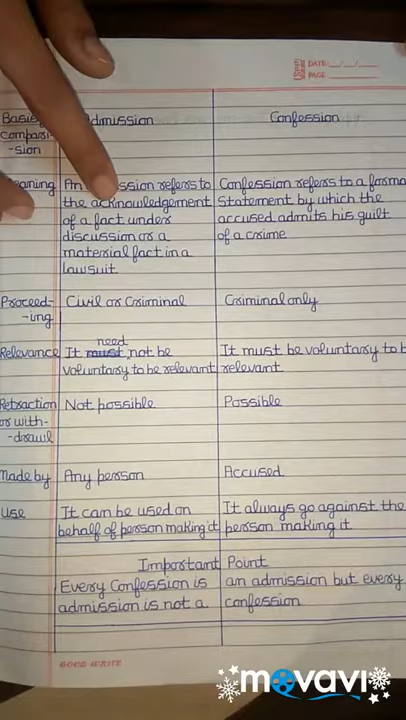 DATE: __/__/__
PAGE
Admission
Confession
An ssion refers to
the acknowledgement
of a fact under
discussion or a
material fact in a
lawsuit
Confession refers to a forma
Statement by which the
accused admits his guilt
of a crime
Proceed-
-ing
Civil or Criminal
Criminal only
Relevance
need
It must not be
voluntary to be relevant
It must be voluntary to b
relevant
Retraction
or with-
-drawl
Not possible
Possible
Made by
Any person
Accused
Use
It can be used on
behalf of person making it
It always go against the
person making it
Important Point
Every Confession is an admission but every
admission is not a confession
GOOD WRITE
movavi